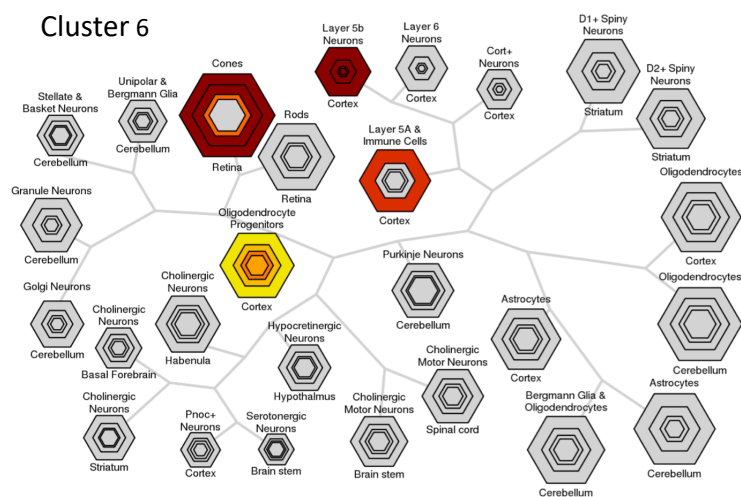 Cluster 6
Cones
Retina
Rods
Retina
Layer 5b
Neurons
Cortex
Layer 6
Neurons
Cortex
Cort+
Neurons
Cortex
D1+ Spiny
Neurons
Striatum
D2+ Spiny
Neurons
Striatum
Stellate &
Basket Neurons
Cerebellum
Unipolar &
Bergmann Glia
Cerebellum
Layer 5A &
Immune Cells
Cortex
Oligodendrocytes
Cortex
Granule Neurons
Cerebellum
Oligodendrocyte
Progenitors
Cortex
Purkinje Neurons
Cerebellum
Oligodendrocytes
Cerebellum
Golgi Neurons
Cerebellum
Cholinergic
Neurons
Habenula
Cholinergic
Neurons
Basal Forebrain
Hypocretinergic
Neurons
Hypothalmus
Astrocytes
Cortex
Cholinergic
Motor Neurons
Spinal cord
Cholinergic
Neurons
Striatum
Pnoc+
Neurons
Cortex
Serotonergic
Neurons
Brain stem
Cholinergic
Motor Neurons
Brain stem
Bergmann Glia &
Oligodendrocytes
Cerebellum
Astrocytes
Cerebellum